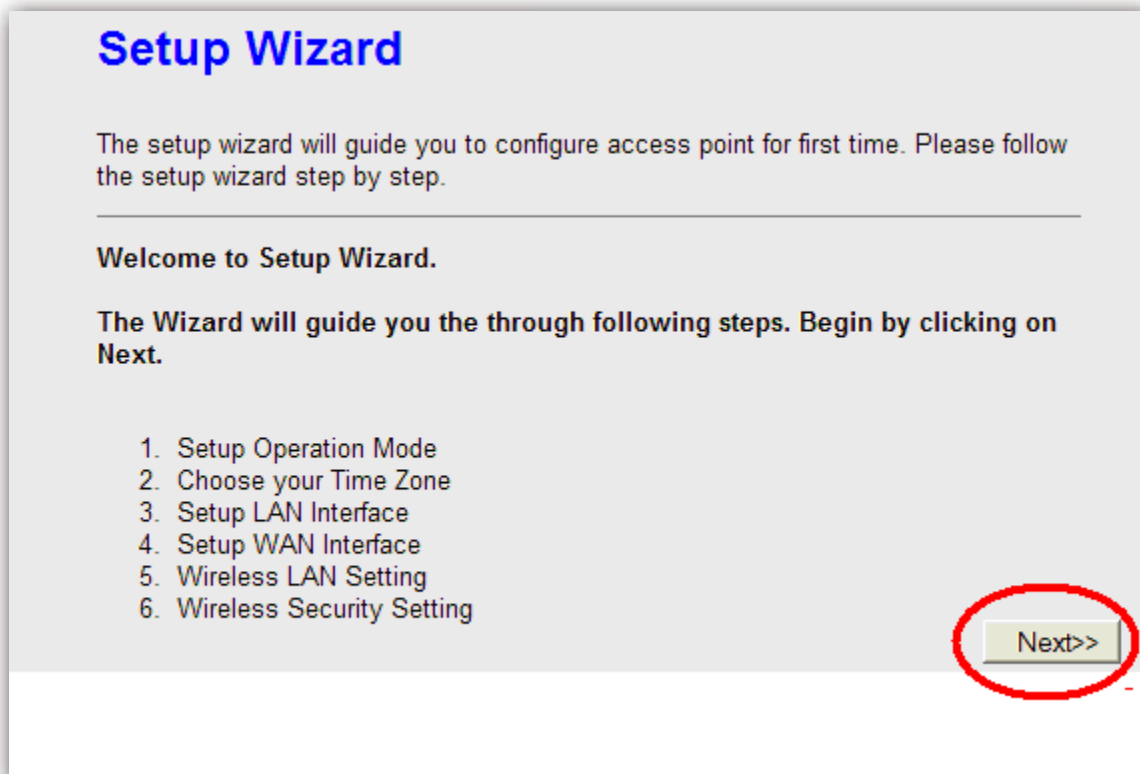 Setup Wizard
The setup wizard will guide you to configure access point for first time. Please follow
the setup wizard step by step.
Welcome to Setup Wizard.
The Wizard will guide you the through following steps. Begin by clicking on
Next.
1. Setup Operation Mode
2. Choose your Time Zone
3. Setup LAN Interface
4. Setup WAN Interface
5. Wireless LAN Setting
6. Wireless Security Setting
Next>>